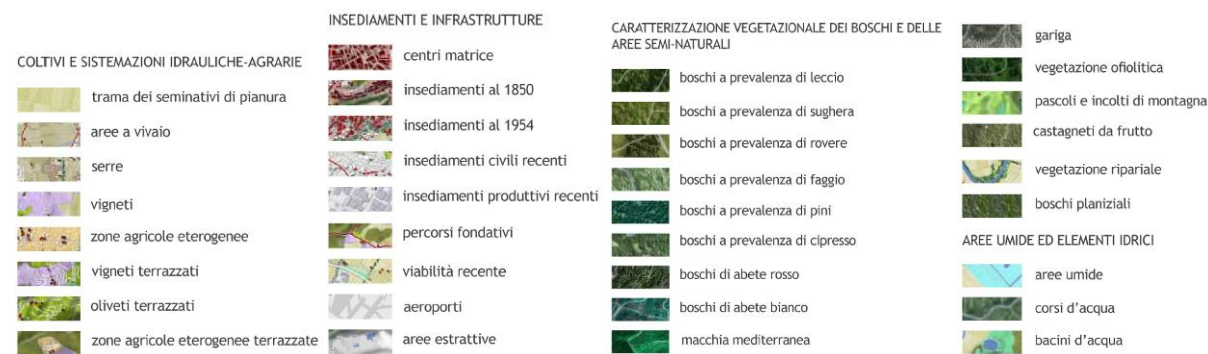 COLTIVI E SISTEMAZIONI IDRAULICHE-AGRARIE
trama dei seminativi di pianura
aree a vivaio
serre
vigneti
zone agricole eterogenee
vigneti terrazzati
oliveti terrazzati
zone agricole eterogenee terrazzate
INSEDIAMENTI E INFRASTRUTTURE
centri matrice
insediamenti al 1850
insediamenti al 1954
insediamenti civili recenti
insediamenti produttivi recenti
percorsi fondativi
viabilità recente
aeroporti
aree estrattive
CARATTERIZZAZIONE VEGETAZIONALE DEI BOSCHI E DELLE
AREE SEMI-NATURALI
boschi a prevalenza di leccio
boschi a prevalenza di sughera
boschi a prevalenza di rovere
boschi a prevalenza di faggio
boschi a prevalenza di pini
boschi a prevalenza di cipresso
boschi di abete rosso
boschi di abete bianco
macchia mediterranea
gariga
vegetazione ofiolitica
pascoli e incolti di montagna
castagneti da frutto
vegetazione ripariale
boschi planiziali
AREE UMIDE ED ELEMENTI IDRICI
aree umide
corsi d'acqua
bacini d'acqua